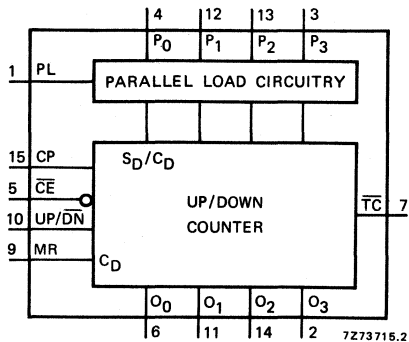 4 12 13 3
P0 P1 P2 P3
1 PL
PARALLEL LOAD CIRCUITRY
15 CP
SD/CD
5 CE
UP/DOWN
TC 7
10 UP/DN
COUNTER
9 MR
CD
O0 O1 O2 O3
6 11 14 2
7Z73715.2